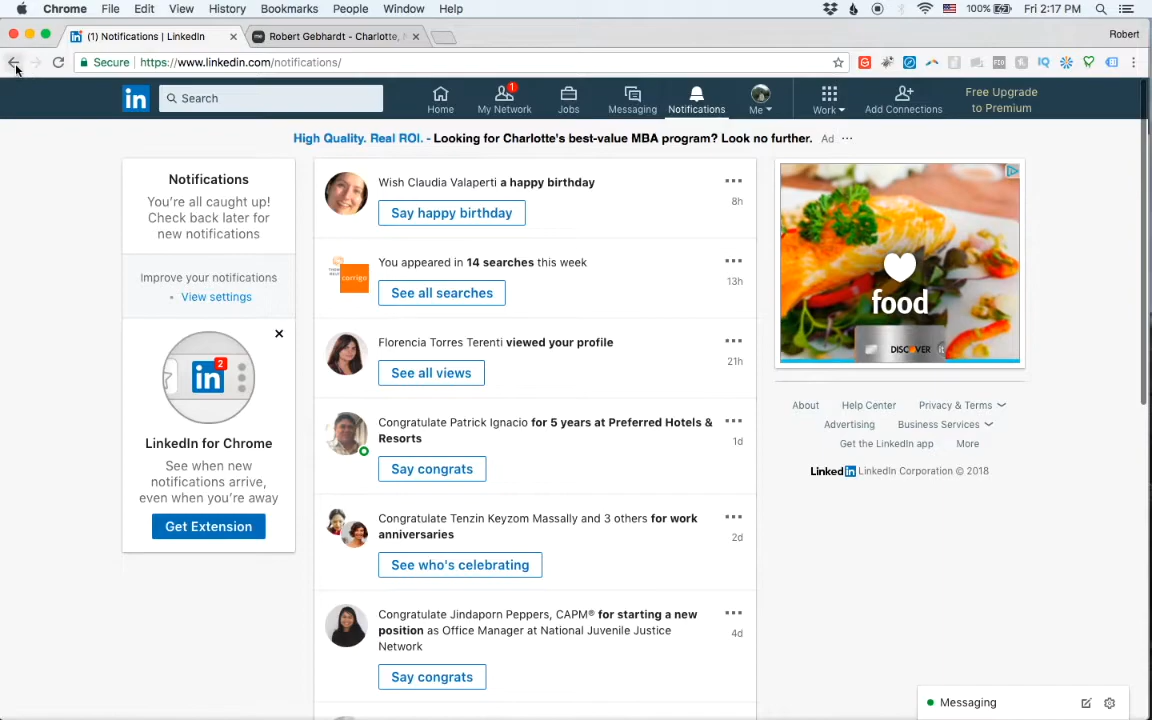 Chrome File Edit View History Bookmarks People Window Help 100% Fri 2:17 PM
(1) Notifications | LinkedIn Robert Gebhardt - Charlotte, Robert
Secure https://www.linkedin.com/notifications/
in Search Home 1 My Network Jobs Messaging Notifications Me Work Add Connections Free Upgrade
to Premium
High Quality. Real ROI. - Looking for Charlotte's best-value MBA program? Look no further. Ad
Notifications
You're all caught up!
Check back later for
new notifications
Improve your notifications
• View settings
in 2
LinkedIn for Chrome
See when new
notifications arrive,
even when you're away
Get Extension
Wish Claudia Valaperti a happy birthday
8h
Say happy birthday
You appeared in 14 searches this week
corrigo
13h
See all searches
Florencia Torres Terenti viewed your profile
21h
See all views
Congratulate Patrick Ignacio for 5 years at Preferred Hotels &
Resorts
1d
Say congrats
Congratulate Tenzin Keyzom Massally and 3 others for work
anniversaries
2d
See who's celebrating
Congratulate Jindaporn Peppers, CAPM® for starting a new
position as Office Manager at National Juvenile Justice
Network
4d
Say congrats
food
DISCOVER it
About Help Center Privacy & Terms
Advertising Business Services
Get the LinkedIn app More
Linked in LinkedIn Corporation © 2018
Messaging